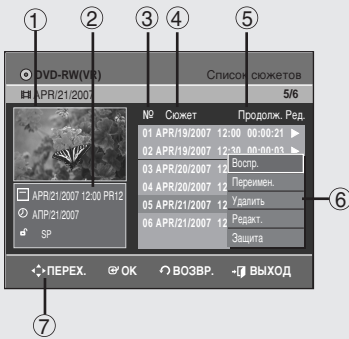 ① ② ③ ④ ⑤
DVD-RW(VR) Список сюжетов
APR/21/2007 5/6
№ Сюжет Продолж. Ред.
01 APR/19/2007 12:00 00:00:21
02 APR/19/2007 12:30 00:00:03
03 APR/20/2007 12
04 APR/20/2007 12
05 APR/21/2007 12
06 APR/21/2007 12
Воспр.
Переимен.
Удалить
Редакт.
Защита
⑥
APR/21/2007 12:00 PR12
АПР/21/2007
SP
ПЕРЕХ. OK ВОЗВР. ВЫХОД
⑦